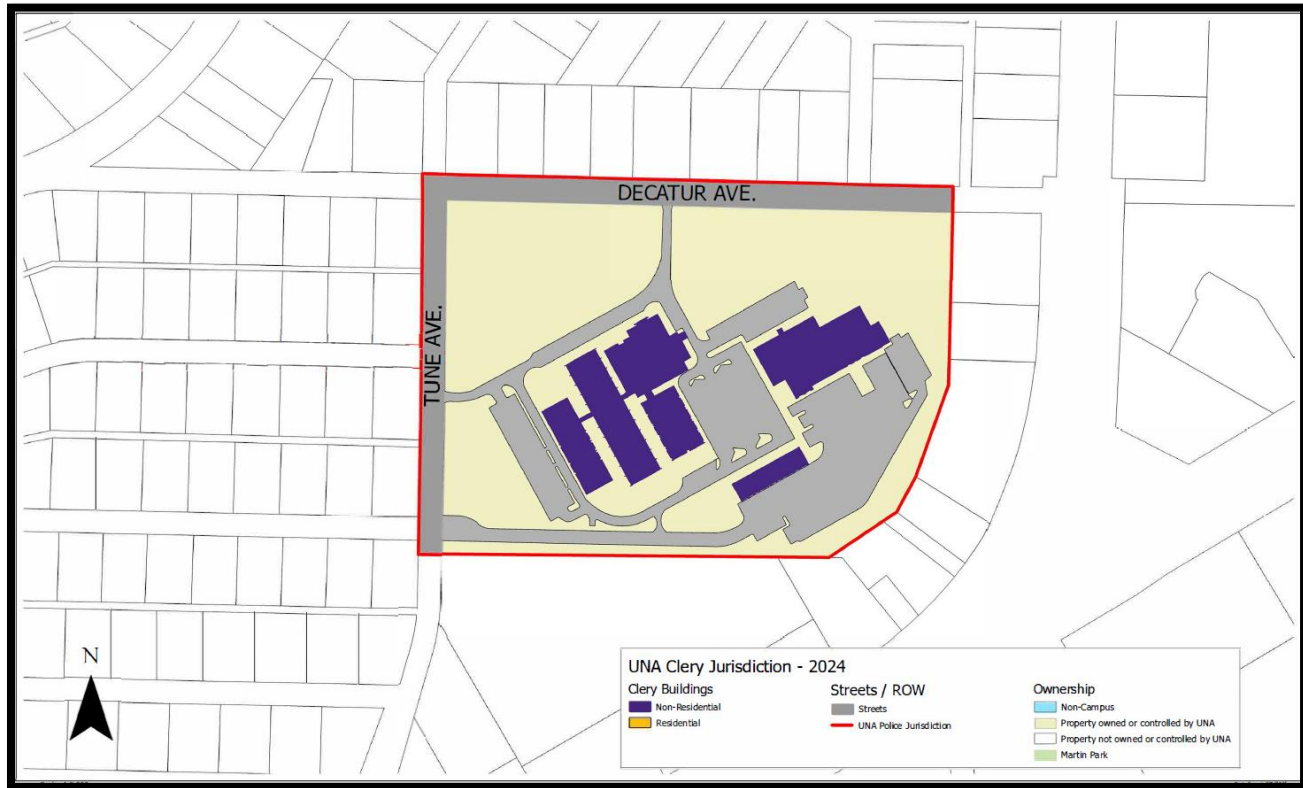 DECATUR AVE.
TUNE AVE.
N
UNA Clery Jurisdiction - 2024
Clery Buildings
Non-Residential
Residential
Streets / ROW
Streets
UNA Police Jurisdiction
Ownership
Non-Campus
Property owned or controlled by UNA
Property not owned or controlled by UNA
Martin Park